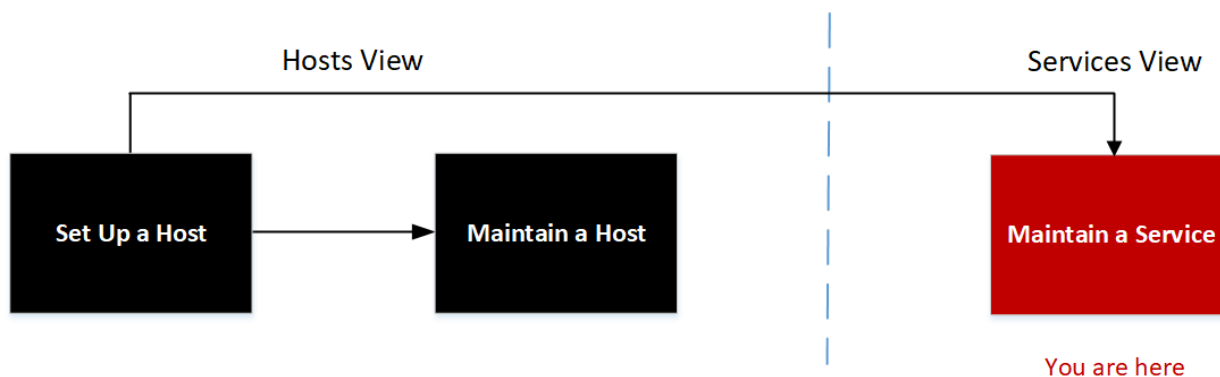 Hosts View
Services View
Set Up a Host
Maintain a Host
Maintain a Service
You are here